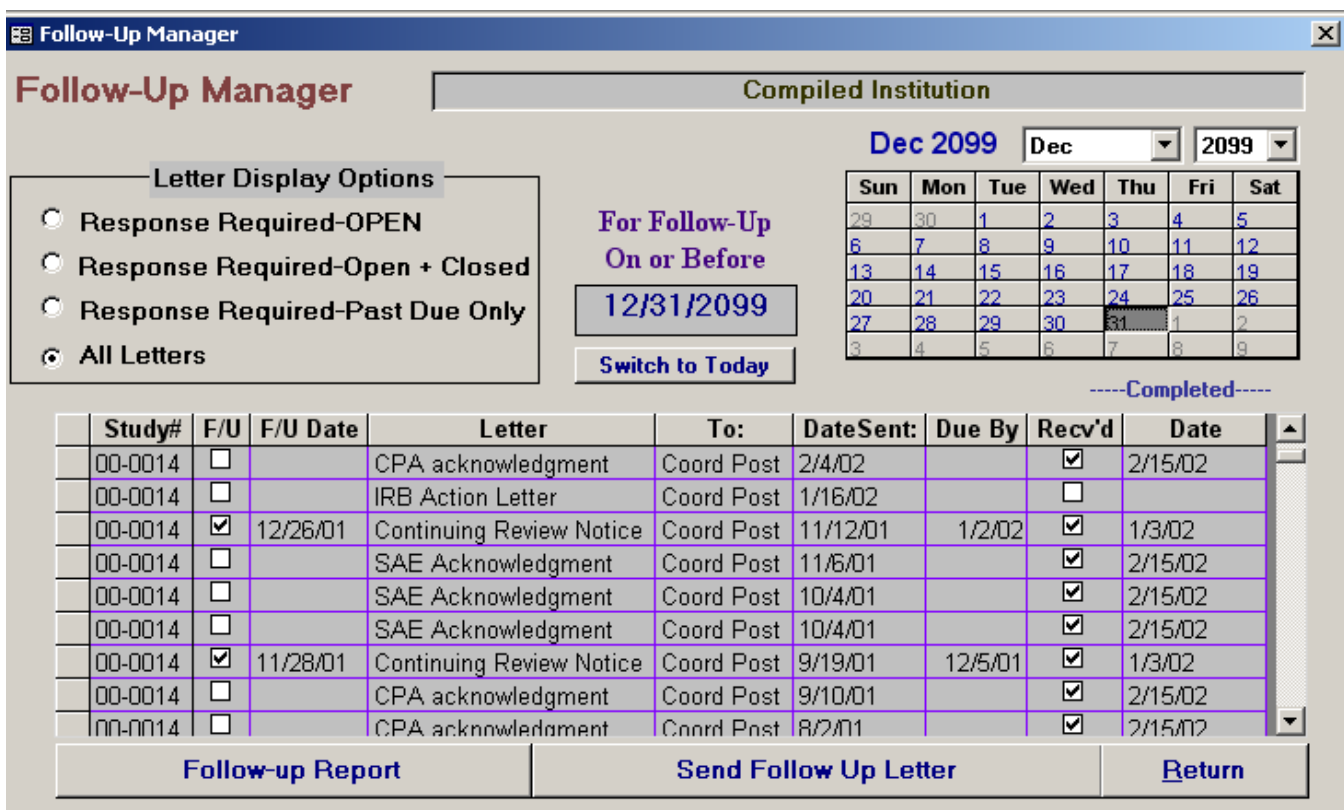 Follow-Up Manager
Follow-Up Manager
Compiled Institution
Dec 2099 Dec 2099
Letter Display Options
Response Required-OPEN
Response Required-Open + Closed
Response Required-Past Due Only
All Letters
For Follow-Up
On or Before
12/31/2099
Switch to Today
Sun Mon Tue Wed Thu Fri Sat
29 30 1 2 3 4 5
6 7 8 9 10 11 12
13 14 15 16 17 18 19
20 21 22 23 24 25 26
27 28 29 30 31 1 2
3 4 5 6 7 8 9
-----Completed-----
Study# F/U F/U Date Letter To: DateSent: Due By Recv'd Date
00-0014 CPA acknowledgment Coord Post 2/4/02 2/15/02
00-0014 IRB Action Letter Coord Post 1/16/02
00-0014 12/26/01 Continuing Review Notice Coord Post 11/12/01 1/2/02 1/3/02
00-0014 SAE Acknowledgment Coord Post 11/6/01 2/15/02
00-0014 SAE Acknowledgment Coord Post 10/4/01 2/15/02
00-0014 SAE Acknowledgment Coord Post 10/4/01 2/15/02
00-0014 11/28/01 Continuing Review Notice Coord Post 9/19/01 12/5/01 1/3/02
00-0014 CPA acknowledgment Coord Post 9/10/01 2/15/02
00-0014 CPA acknowledgment Coord Post 8/2/01 2/15/02
Follow-up Report Send Follow Up Letter Return